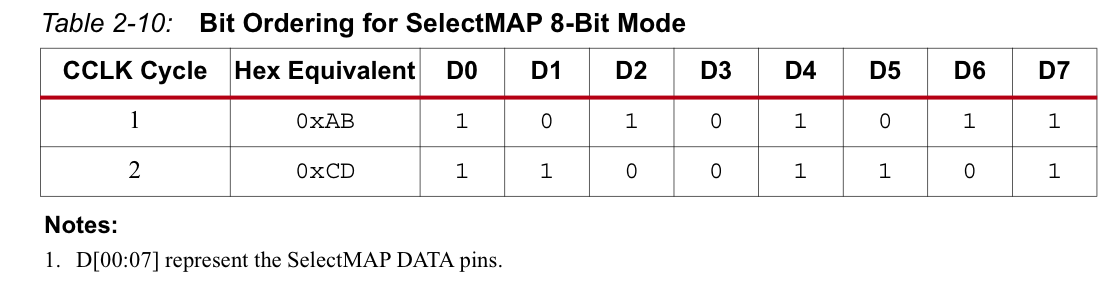 Table 2-10: Bit Ordering for SelectMAP 8-Bit Mode
CCLK Cycle Hex Equivalent D0 D1 D2 D3 D4 D5 D6 D7
1 0xAB 1 0 1 0 1 0 1 1
2 0xCD 1 1 0 0 1 1 0 1
Notes:
1. D[00:07] represent the SelectMAP DATA pins.